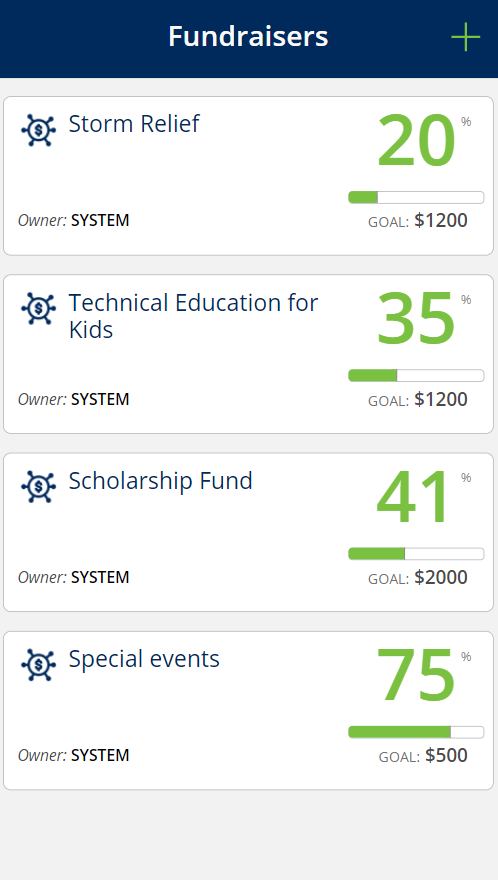 Fundraisers
Storm Relief
20 %
Owner: SYSTEM
GOAL: $1200
Technical Education for
Kids
35 %
Owner: SYSTEM
GOAL: $1200
Scholarship Fund
41 %
Owner: SYSTEM
GOAL: $2000
Special events
75 %
Owner: SYSTEM
GOAL: $500